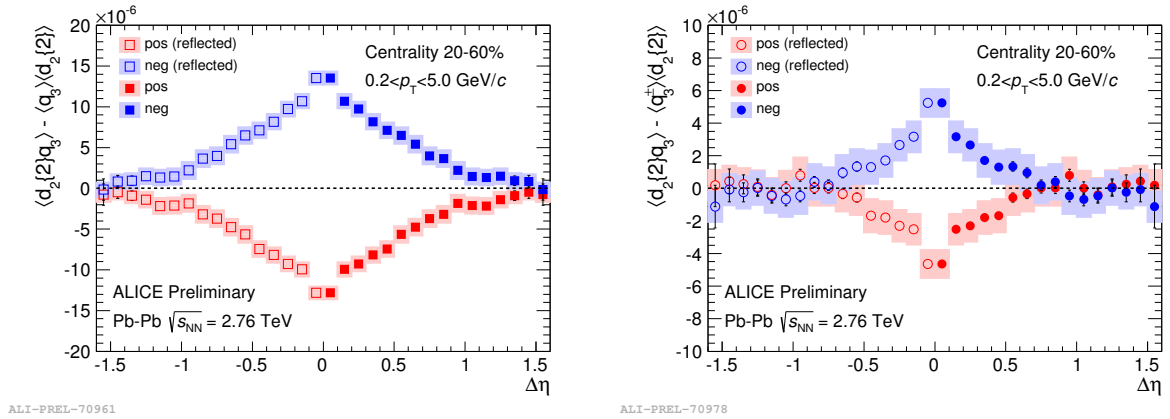 ×10⁻⁶
⟨d₂{2}q₃⟩ - ⟨q₃⟩⟨d₂{2}⟩
20
15
10
5
0
-5
-10
-15
-20
pos (reflected)
neg (reflected)
pos
neg
Centrality 20-60%
0.2<p_T<5.0 GeV/c
ALICE Preliminary
Pb-Pb √s_NN = 2.76 TeV
-1.5 -1 -0.5 0 0.5 1 1.5
Δη
ALI-PREL-70961
×10⁻⁶
⟨d₂{2}q₃⟩ - ⟨q₃^±⟩⟨d₂{2}⟩
10
8
6
4
2
0
-2
-4
-6
-8
-10
pos (reflected)
neg (reflected)
pos
neg
Centrality 20-60%
0.2<p_T<5.0 GeV/c
ALICE Preliminary
Pb-Pb √s_NN = 2.76 TeV
-1.5 -1 -0.5 0 0.5 1 1.5
Δη
ALI-PREL-70978